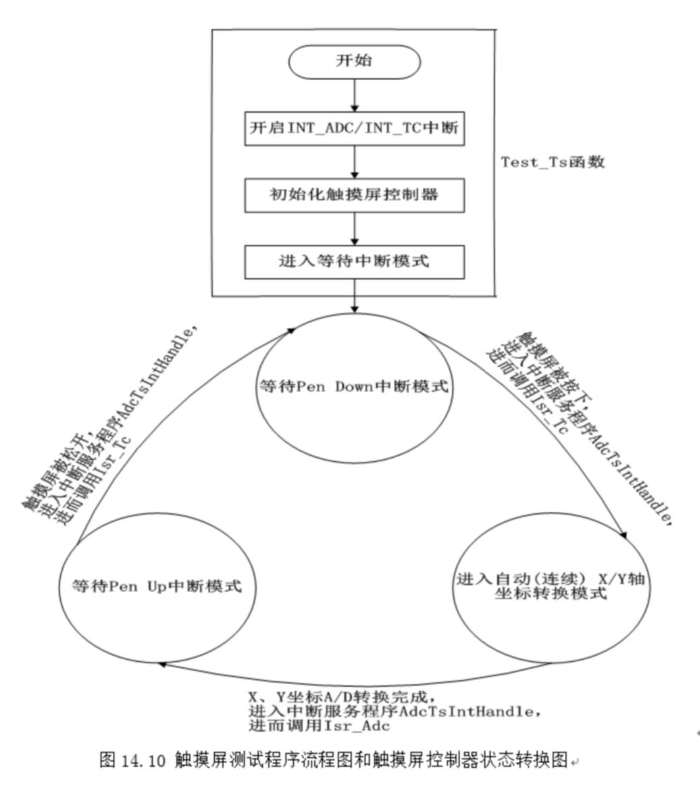 开始
开启INT_ADC/INT_TC中断
初始化触摸屏控制器
进入等待中断模式
Test_Ts函数
等待Pen Down中断模式
触摸屏被按下，
进入中断服务程序AdcTsIntHandle，
进而调用Isr_Tc
触摸屏被松开，
进入中断服务程序AdcTsIntHandle，
进而调用Isr_Tc
等待Pen Up中断模式
进入自动(连续) X/Y轴
坐标转换模式
X、Y坐标A/D转换完成，
进入中断服务程序AdcTsIntHandle，
进而调用Isr_Adc
图 14.10 触摸屏测试程序流程图和触摸屏控制器状态转换图